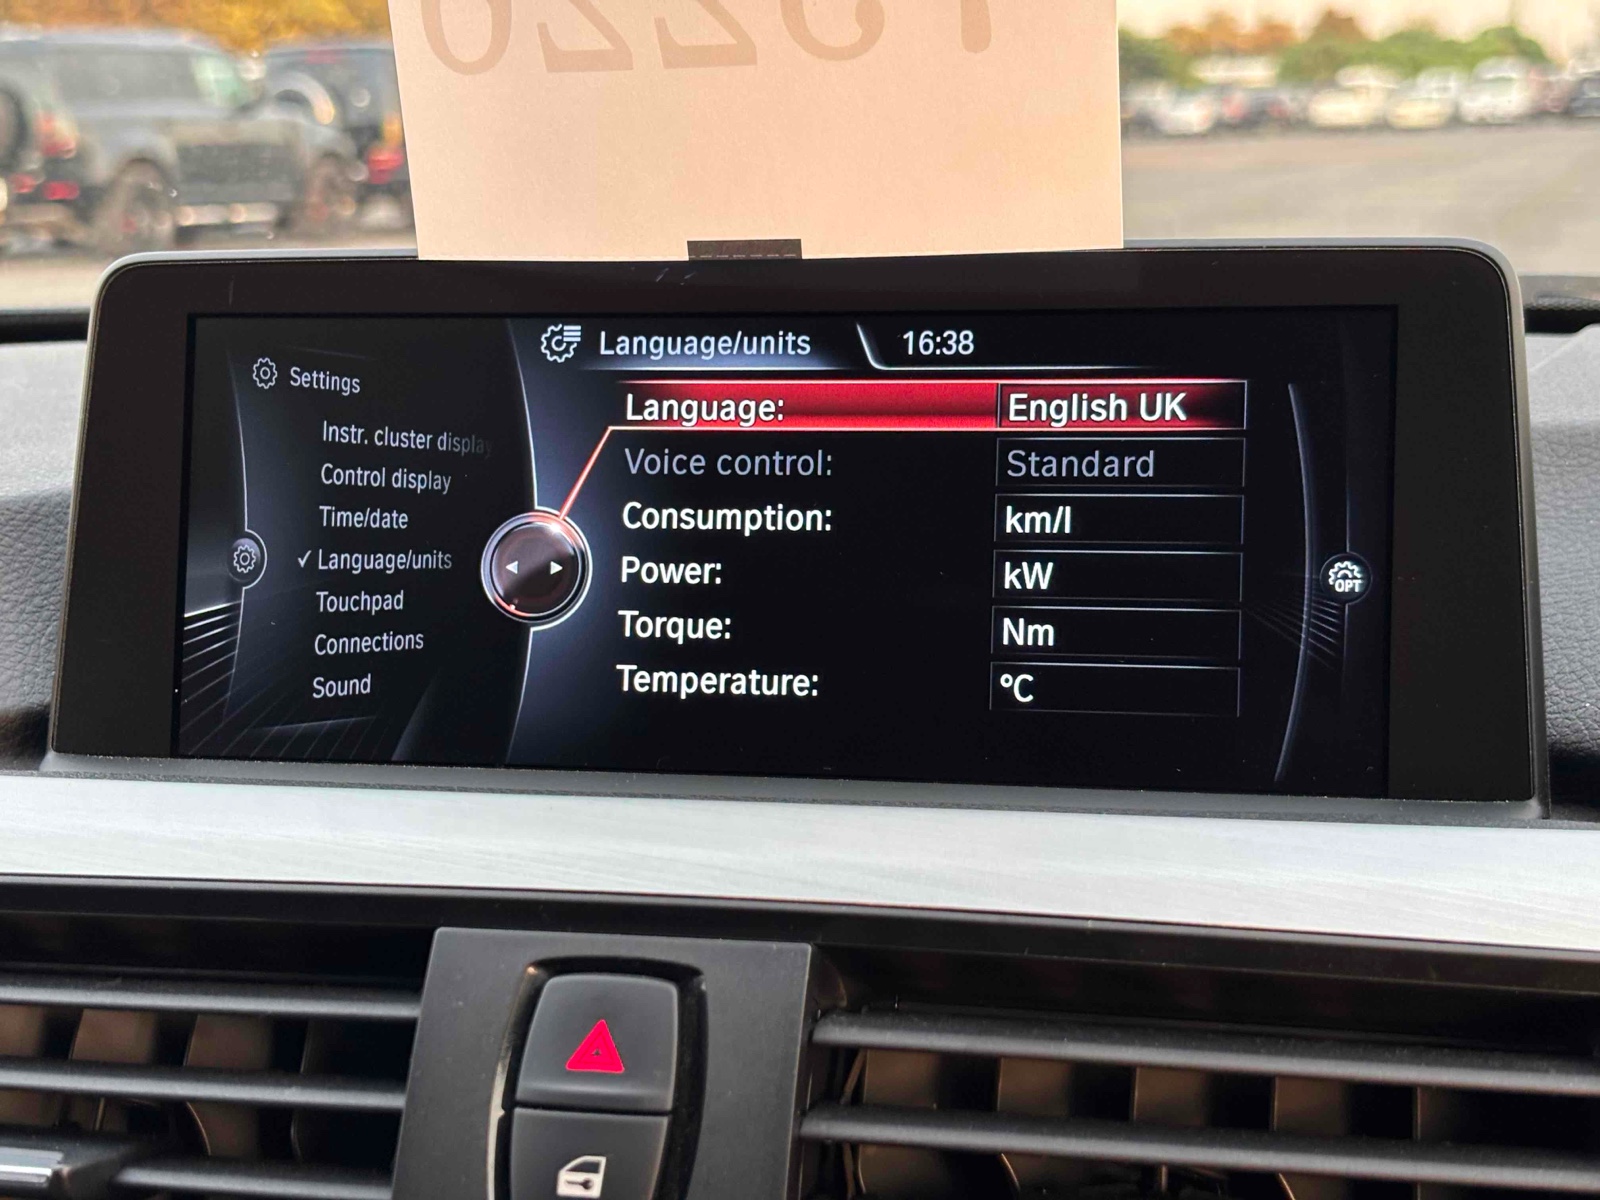 Language/units
16:38
Settings
Instr. cluster display
Control display
Time/date
✓ Language/units
Touchpad
Connections
Sound
Language: English UK
Voice control: Standard
Consumption: km/l
Power: kW
Torque: Nm
Temperature: °C
OPT